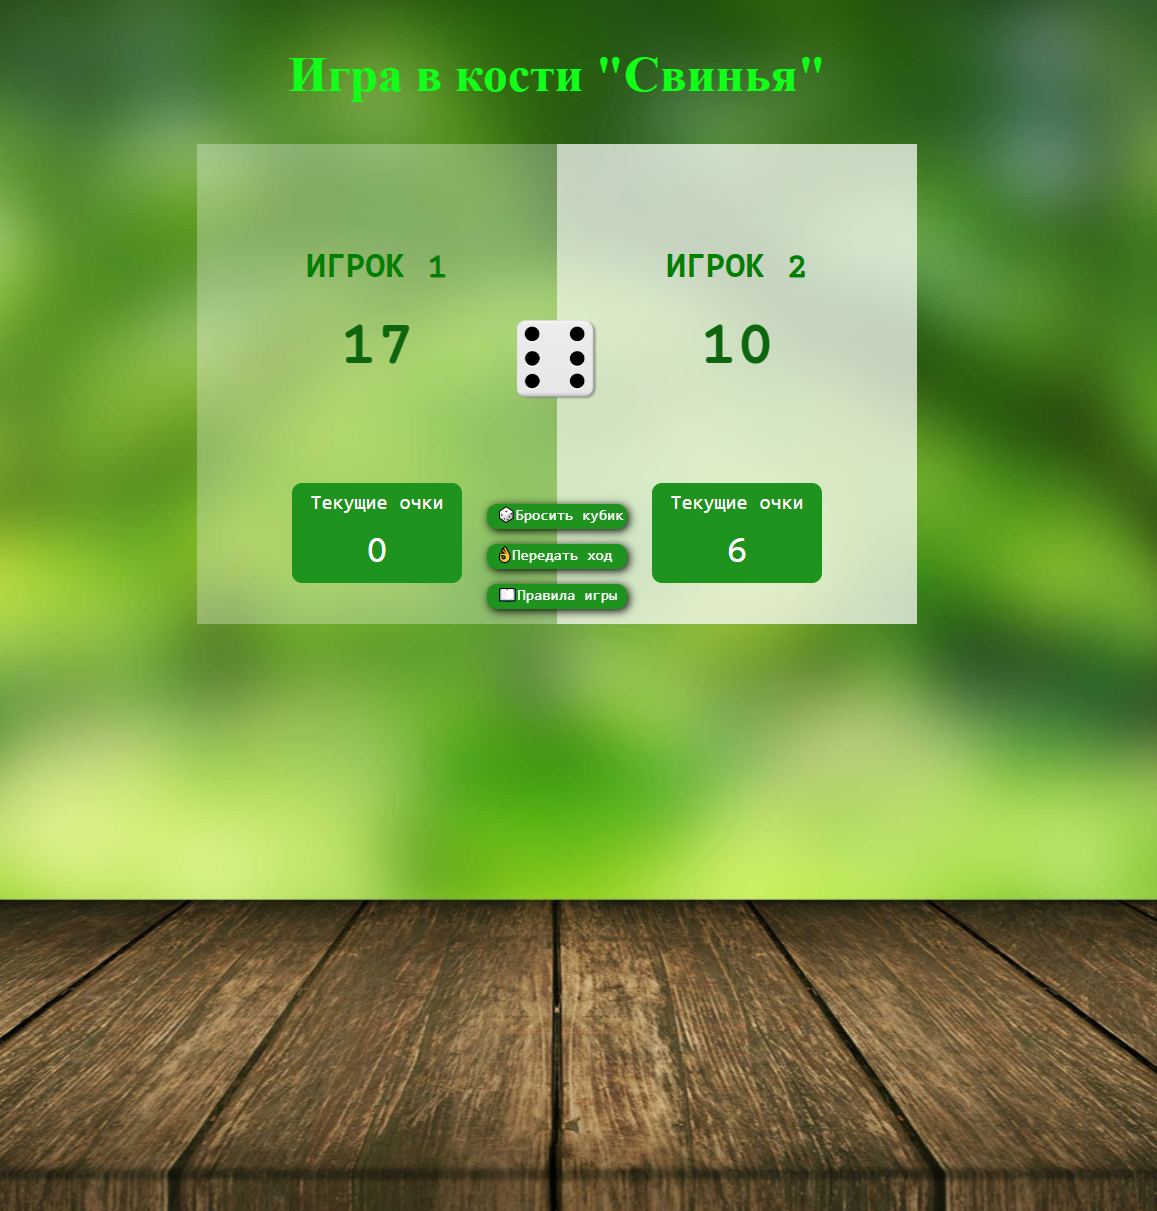 Игра в кости "Свинья"
ИГРОК 1
17
Текущие очки
0
ИГРОК 2
10
Текущие очки
6
Бросить кубик
Передать ход
Правила игры